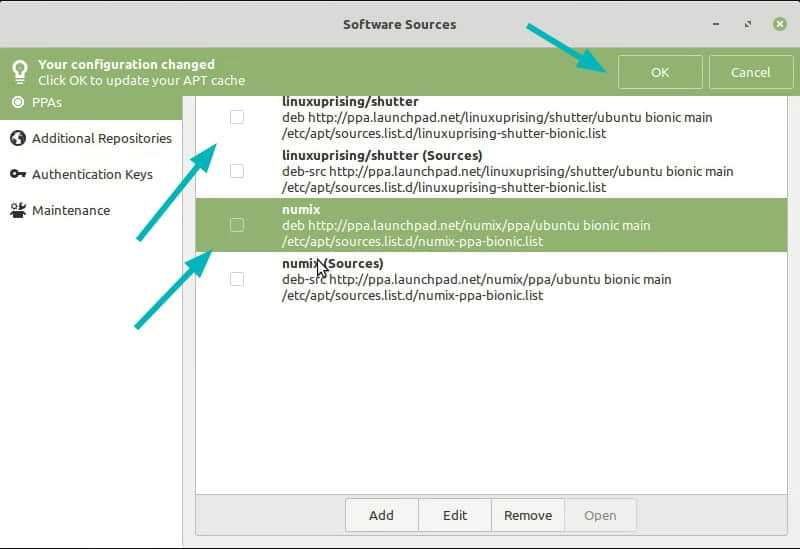 Software Sources
Your configuration changed
Click OK to update your APT cache
OK
Cancel
PPAs
Additional Repositories
Authentication Keys
Maintenance
linuxuprising/shutter
deb http://ppa.launchpad.net/linuxuprising/shutter/ubuntu bionic main
/etc/apt/sources.list.d/linuxuprising-shutter-bionic.list
linuxuprising/shutter (Sources)
deb-src http://ppa.launchpad.net/linuxuprising/shutter/ubuntu bionic main
/etc/apt/sources.list.d/linuxuprising-shutter-bionic.list
numix
deb http://ppa.launchpad.net/numix/ppa/ubuntu bionic main
/etc/apt/sources.list.d/numix-ppa-bionic.list
numix (Sources)
deb-src http://ppa.launchpad.net/numix/ppa/ubuntu bionic main
/etc/apt/sources.list.d/numix-ppa-bionic.list
Add
Edit
Remove
Open